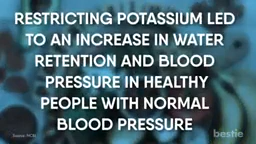 RESTRICTING POTASSIUM LED
TO AN INCREASE IN WATER
RETENTION AND BLOOD
PRESSURE IN HEALTHY
PEOPLE WITH NORMAL
BLOOD PRESSURE
bestie